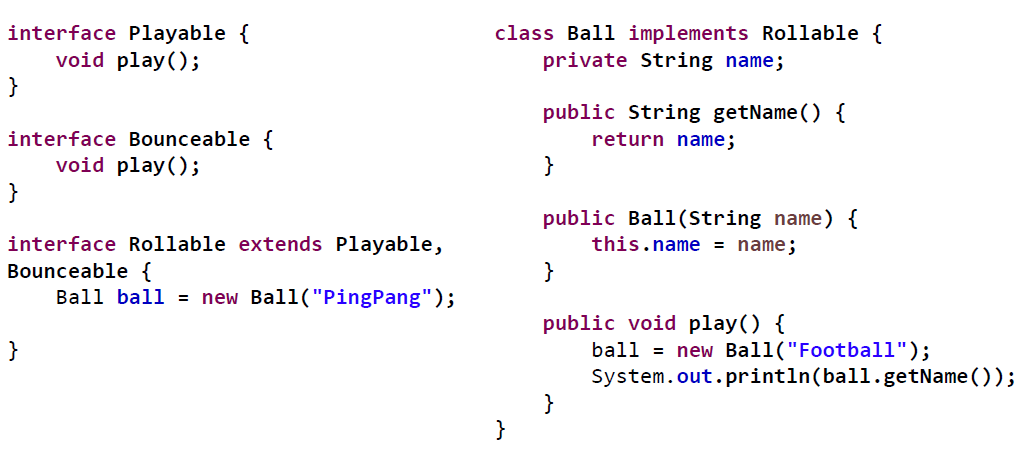 interface Playable {
    void play();
}
interface Bounceable {
    void play();
}
interface Rollable extends Playable,
Bounceable {
    Ball ball = new Ball("PingPang");
}
class Ball implements Rollable {
    private String name;
    public String getName() {
        return name;
    }
    public Ball(String name) {
        this.name = name;
    }
    public void play() {
        ball = new Ball("Football");
        System.out.println(ball.getName());
    }
}